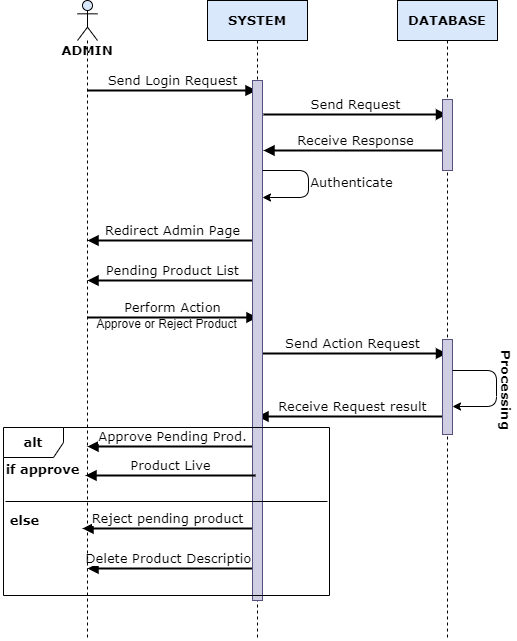 SYSTEM
DATABASE
ADMIN
Send Login Request
Send Request
Receive Response
Authenticate
Redirect Admin Page
Pending Product List
Perform Action
Approve or Reject Product
Send Action Request
Processing
Receive Request result
alt
Approve Pending Prod.
if approve
Product Live
else
Reject pending product
Delete Product Descriptio